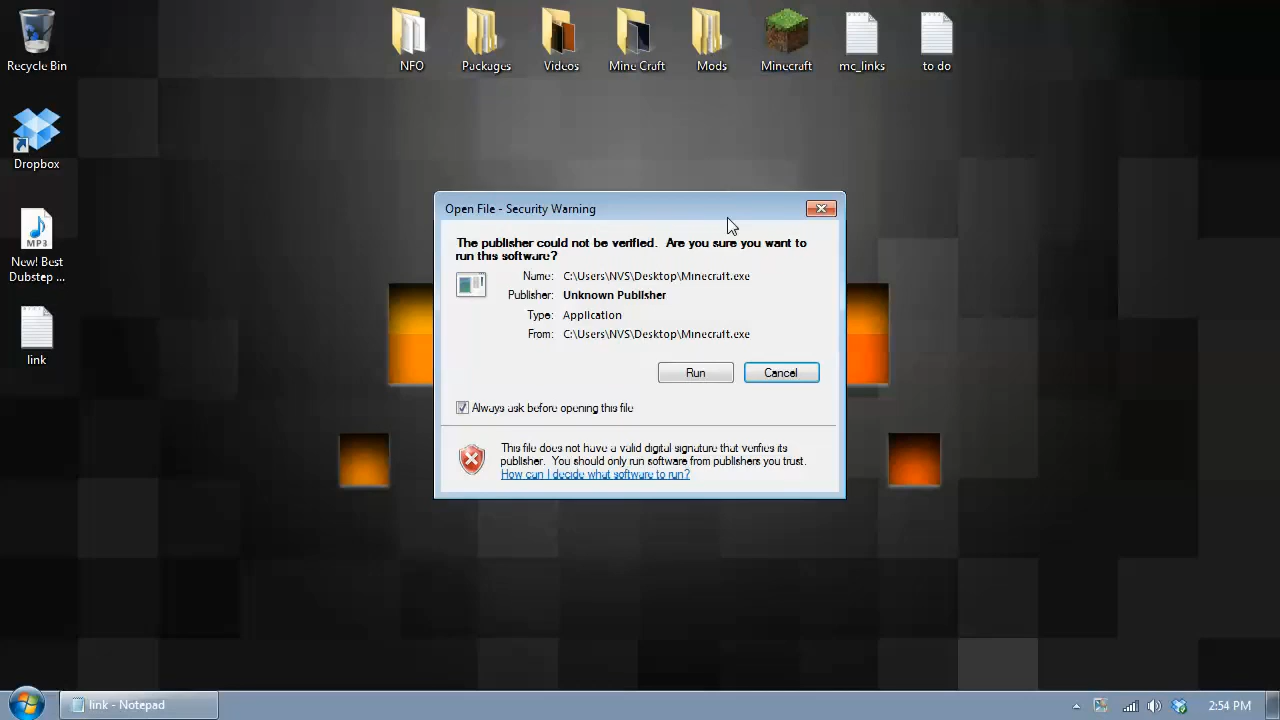 Recycle Bin
NFO
Packages
Videos
Mine Craft
Mods
Minecraft
mc_links
to do
Dropbox
MP3
New! Best
Dubstep ...
link
Open File - Security Warning
The publisher could not be verified. Are you sure you want to
run this software?
Name: C:\Users\NVS\Desktop\Minecraft.exe
Publisher: Unknown Publisher
Type: Application
From: C:\Users\NVS\Desktop\Minecraft.exe
Run Cancel
Always ask before opening this file
This file does not have a valid digital signature that verifies its
publisher. You should only run software from publishers you trust.
How can I decide what software to run?
link - Notepad
2:54 PM